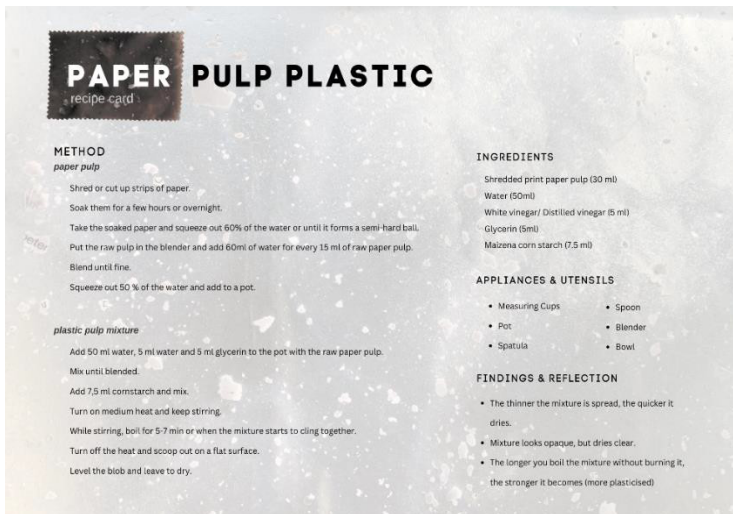 PAPER PULP PLASTIC
recipe card
METHOD
paper pulp
Shred or cut up strips of paper.
Soak them for a few hours or overnight.
Take the soaked paper and squeeze out 60% of the water or until it forms a semi-hard ball.
Put the raw pulp in the blender and add 60ml of water for every 15 ml of raw paper pulp.
Blend until fine.
Squeeze out 50 % of the water and add to a pot.
plastic pulp mixture
Add 50 ml water, 5 ml water and 5 ml glycerin to the pot with the raw paper pulp.
Mix until blended.
Add 7,5 ml cornstarch and mix.
Turn on medium heat and keep stirring.
While stirring, boil for 5-7 min or when the mixture starts to cling together.
Turn off the heat and scoop out on a flat surface.
Level the blob and leave to dry.
INGREDIENTS
Shredded print paper pulp (30 ml)
Water (50ml)
White vinegar/ Distilled vinegar (5 ml)
Glycerin (5ml)
Maizena corn starch (7.5 ml)
APPLIANCES & UTENSILS
• Measuring Cups
• Pot
• Spatula
• Spoon
• Blender
• Bowl
FINDINGS & REFLECTION
• The thinner the mixture is spread, the quicker it
dries.
• Mixture looks opaque, but dries clear.
• The longer you boil the mixture without burning it,
the stronger it becomes (more plasticised)